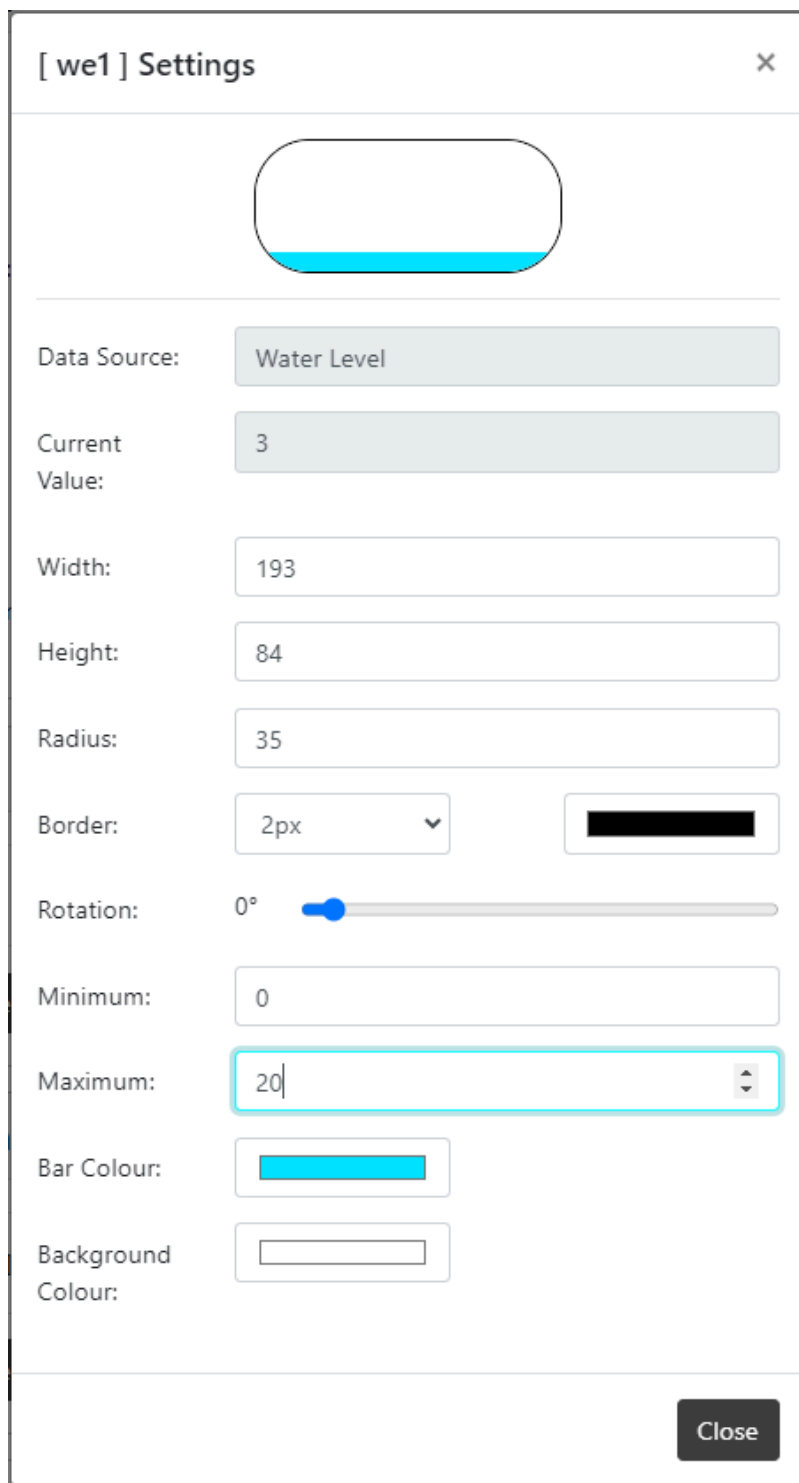 [ we1 ] Settings ×
Data Source: Water Level
Current 3
Value:
Width: 193
Height: 84
Radius: 35
Border: 2px
Rotation: 0°
Minimum: 0
Maximum: 20
Bar Colour:
Background
Colour:
Close